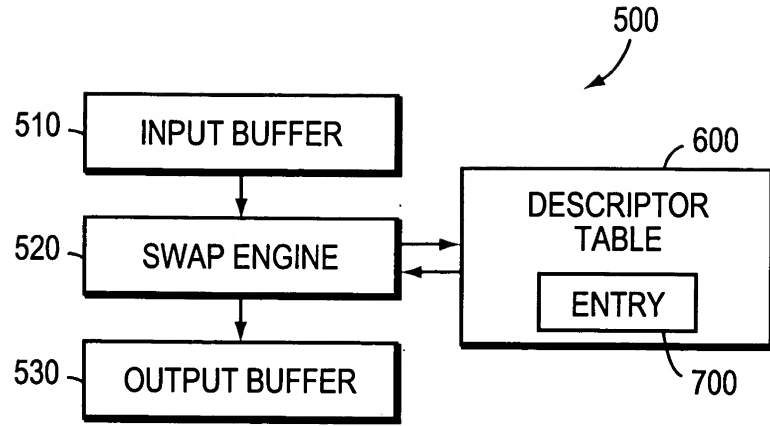 500
510
INPUT BUFFER
600
DESCRIPTOR
TABLE
520
SWAP ENGINE
ENTRY
530
OUTPUT BUFFER
700